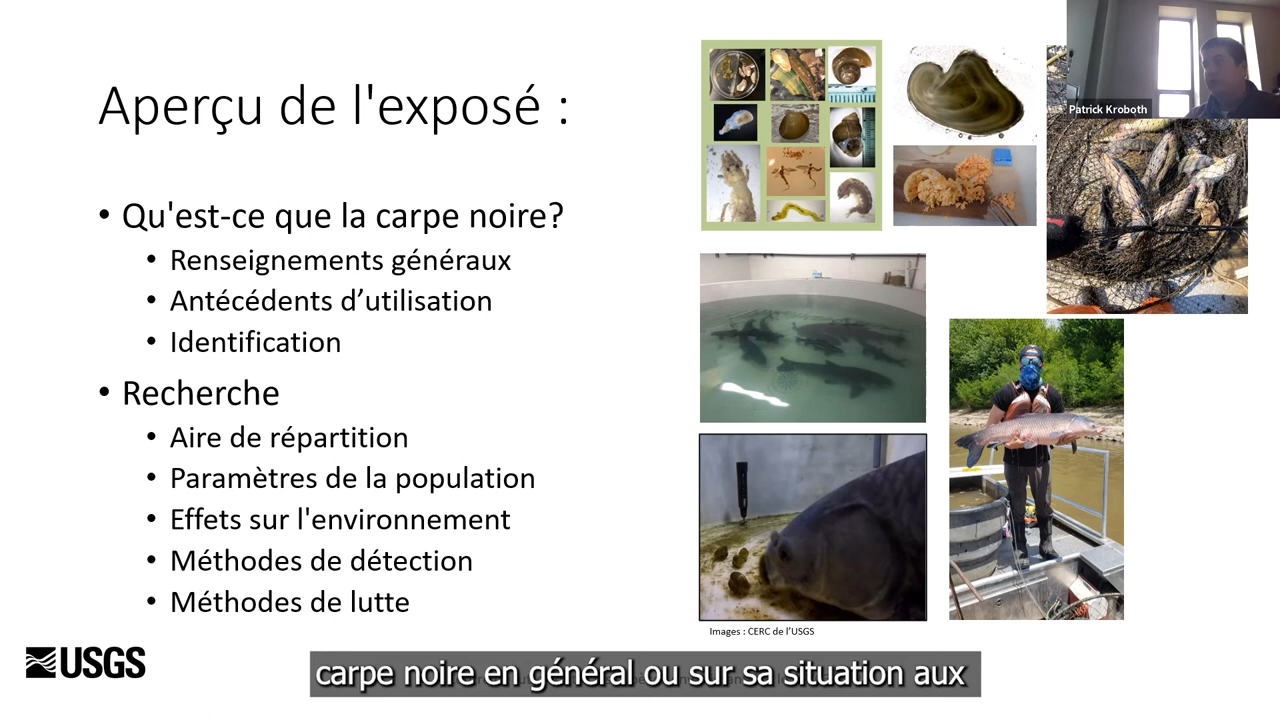 Aperçu de l'exposé :
• Qu'est-ce que la carpe noire?
• Renseignements généraux
• Antécédents d’utilisation
• Identification
• Recherche
• Aire de répartition
• Paramètres de la population
• Effets sur l'environnement
• Méthodes de détection
• Méthodes de lutte
Patrick Kroboth
Images : CERC de l’USGS
USGS
carpe noire en général ou sur sa situation aux